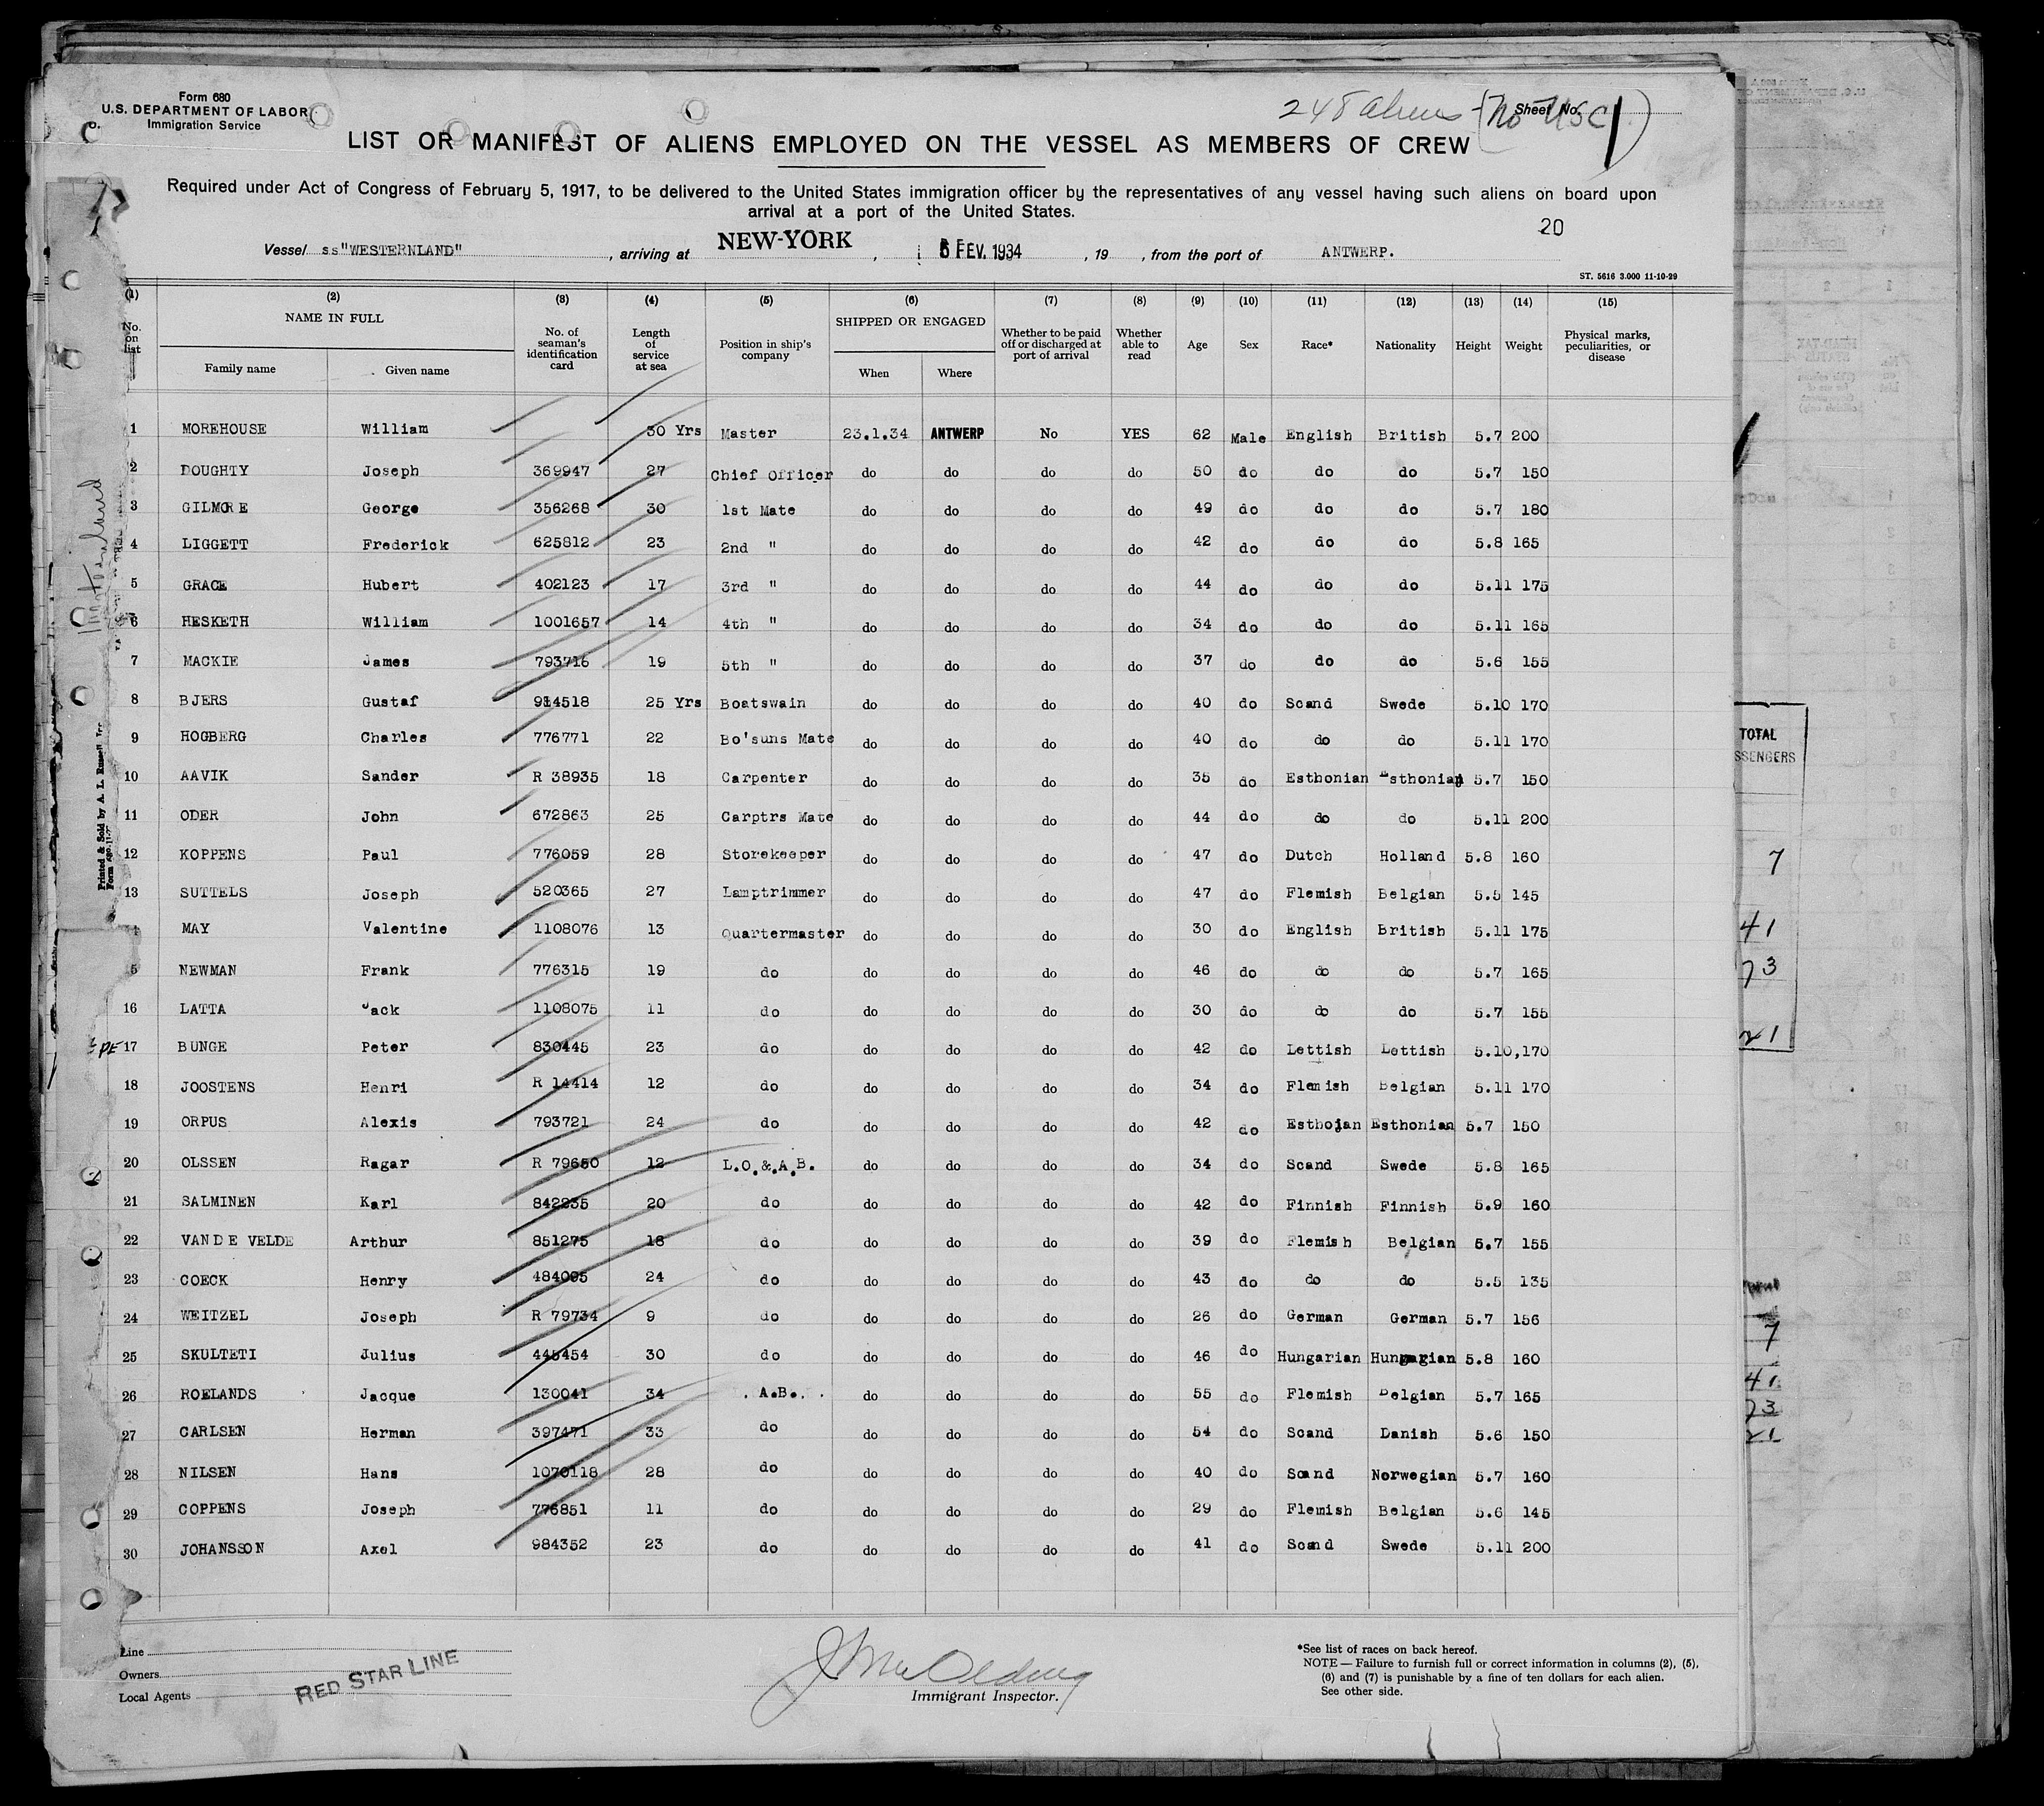 Form 680
U.S. DEPARTMENT OF LABOR
Immigration Service
248 aliens (No USC)
Sheet No. 1
LIST OR MANIFEST OF ALIENS EMPLOYED ON THE VESSEL AS MEMBERS OF CREW
Required under Act of Congress of February 5, 1917, to be delivered to the United States immigration officer by the representatives of any vessel having such aliens on board upon
arrival at a port of the United States.
20
Vessel ss"WESTERNLAND", arriving at NEW-YORK, 5 FEV. 1934, 19 , from the port of ANTWERP.
ST. 5616 3.000 11-10-29
(1) (2) (3) (4) (5) (6) (7) (8) (9) (10) (11) (12) (13) (14) (15)
No. on list NAME IN FULL Family name Given name No. of seaman's identification card Length of service at sea Position in ship's company SHIPPED OR ENGAGED When Where Whether to be paid off or discharged at port of arrival Whether able to read Age Sex Race* Nationality Height Weight Physical marks, peculiarities, or disease
1 MOREHOUSE William 30 Yrs Master 23.1.34 ANTWERP No YES 62 Male English British 5.7 200
2 DOUGHTY Joseph 369947 27 Chief Officer do do do do 50 do do do 5.7 150
3 GILMORE George 356268 30 1st Mate do do do do 49 do do do 5.7 180
4 LIGGETT Frederick 625812 23 2nd " do do do do 42 do do do 5.8 165
5 GRACE Hubert 402123 17 3rd " do do do do 44 do do do 5.11 175
6 HESKETH William 1001657 14 4th " do do do do 34 do do do 5.11 165
7 MACKIE James 793716 19 5th " do do do do 37 do do do 5.6 155
8 BJERS Gustaf 914518 25 Yrs Boatswain do do do do 40 do Scand Swede 5.10 170
9 HOGBERG Charles 776771 22 Bo'suns Mate do do do do 40 do do do 5.11 170
10 AAVIK Sander R 38935 18 Carpenter do do do do 35 do Esthonian Esthonian 5.7 150
11 ODER John 672863 25 Carptrs Mate do do do do 44 do do do 5.11 200
12 KOPPENS Paul 776059 28 Storekeeper do do do do 47 do Dutch Holland 5.8 160
13 SUTTELS Joseph 520365 27 Lamptrimmer do do do do 47 do Flemish Belgian 5.5 145
14 MAY Valentine 1108076 13 Quartermaster do do do do 30 do English British 5.11 175
5 NEWMAN Frank 776315 19 do do do do do 46 do do do 5.7 165
16 LATTA Jack 1108075 11 do do do do do 30 do do do 5.7 155
17 BUNGE Peter 830445 23 do do do do do 42 do Lettish Lettish 5.10,170
18 JOOSTENS Henri R 14414 12 do do do do do 34 do Flemish Belgian 5.11 170
19 ORPUS Alexis 793721 24 do do do do do 42 do Esthojan Esthonian 5.7 150
20 OLSSEN Ragar R 79650 12 L.O.&.A.B. do do do do 34 do Scand Swede 5.8 165
21 SALMINEN Karl 842235 20 do do do do do 42 do Finnish Finnish 5.9 160
22 VAN DE VELDE Arthur 851275 18 do do do do do 39 do Flemish Belgian 5.7 155
23 COECK Henry 484095 24 do do do do do 43 do do do 5.5 135
24 WEITZEL Joseph R 79734 9 do do do do do 26 do German German 5.7 156
25 SKULTETI Julius 445454 30 do do do do do 46 do Hungarian Hungarian 5.8 160
26 ROELANDS Jacque 130041 34 A.B. do do do do 55 do Flemish Belgian 5.7 165
27 CARLSEN Herman 397471 33 do do do do do 54 do Scand Danish 5.6 150
28 NILSEN Hans 1070118 28 do do do do do 40 do Scand Norwegian 5.7 160
29 COPPENS Joseph 776851 11 do do do do do 29 do Flemish Belgian 5.6 145
30 JOHANSSON Axel 984352 23 do do do do do 41 do Scand Swede 5.11 200
Line
Owners
Local Agents
RED STAR LINE
Immigrant Inspector.
*See list of races on back hereof.
NOTE — Failure to furnish full or correct information in columns (2), (5),
(6) and (7) is punishable by a fine of ten dollars for each alien.
See other side.
Westernland
Printed & Sold by A. L. Russell
TOTAL
7
41
73
21
7
41
73
21